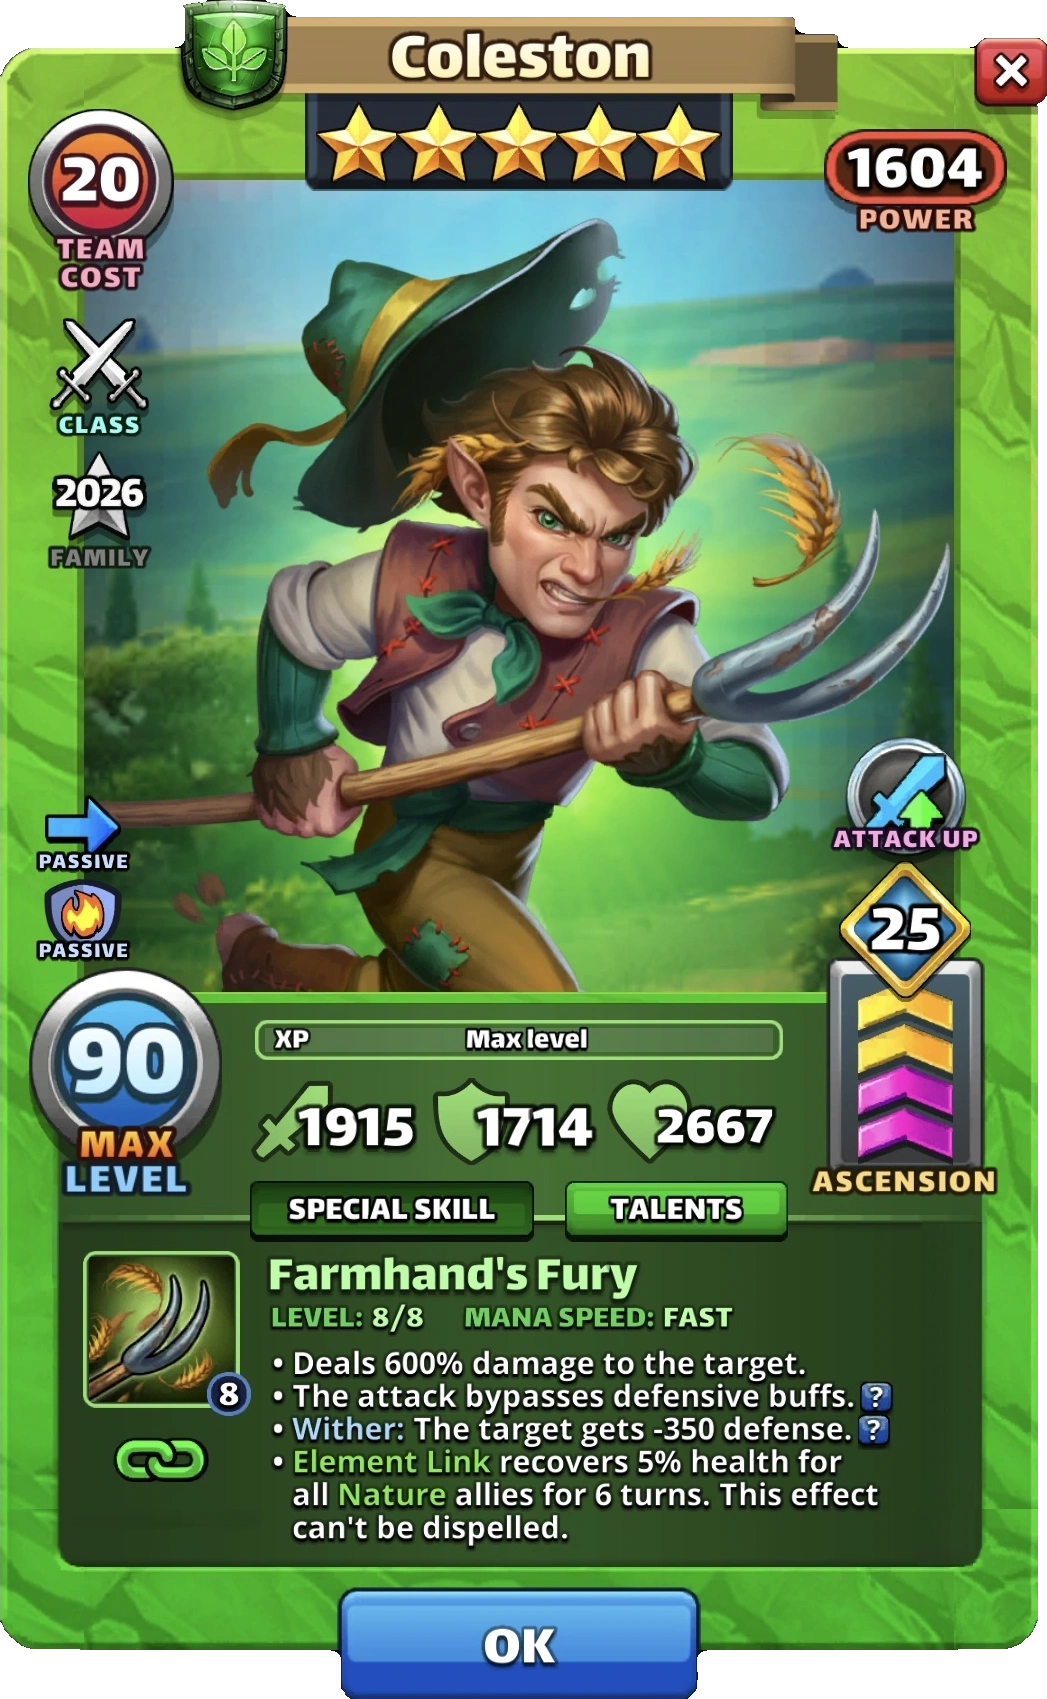 Coleston
20
TEAM
COST
1604
POWER
CLASS
2026
FAMILY
PASSIVE
PASSIVE
ATTACK UP
25
ASCENSION
90
MAX
LEVEL
XP Max level
1915 1714 2667
SPECIAL SKILL TALENTS
8
Farmhand's Fury
LEVEL: 8/8 MANA SPEED: FAST
• Deals 600% damage to the target.
• The attack bypasses defensive buffs. ?
• Wither: The target gets -350 defense. ?
• Element Link recovers 5% health for
all Nature allies for 6 turns. This effect
can't be dispelled.
OK